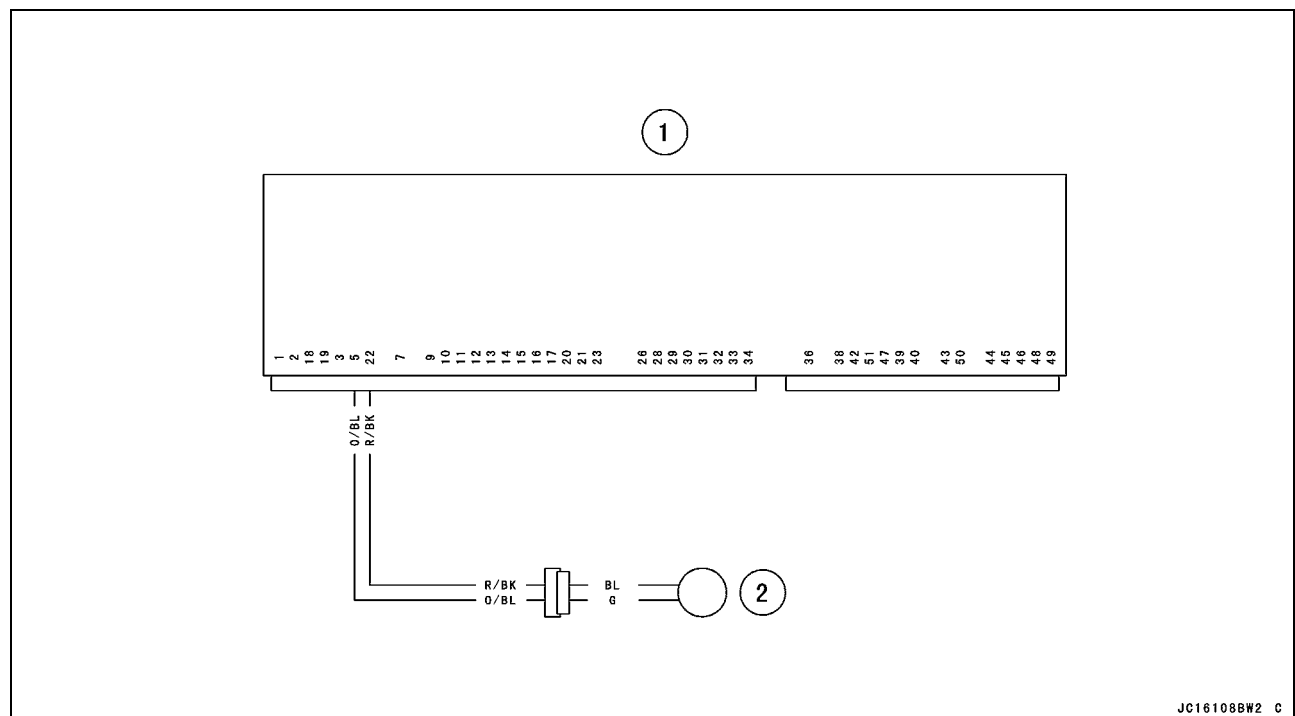 1
1 2 18 19 3 5 22 7 9 10 11 12 13 14 15 16 17 20 21 23 26 28 29 30 31 32 33 34 36 38 42 51 47 39 40 43 50 44 45 46 48 49
O/BL
R/BK
R/BK BL
O/BL G
2
JC16108BW2 C